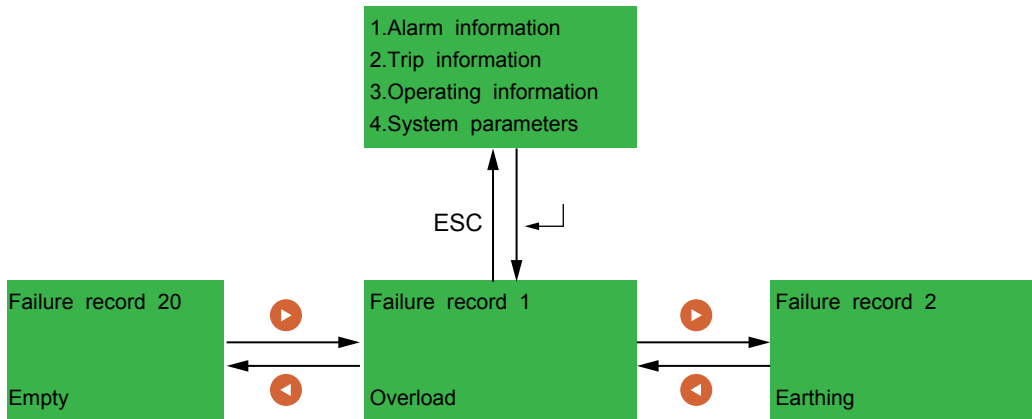 1.Alarm information
2.Trip information
3.Operating information
4.System parameters
ESC
Failure record 20
Empty
Failure record 1
Overload
Failure record 2
Earthing